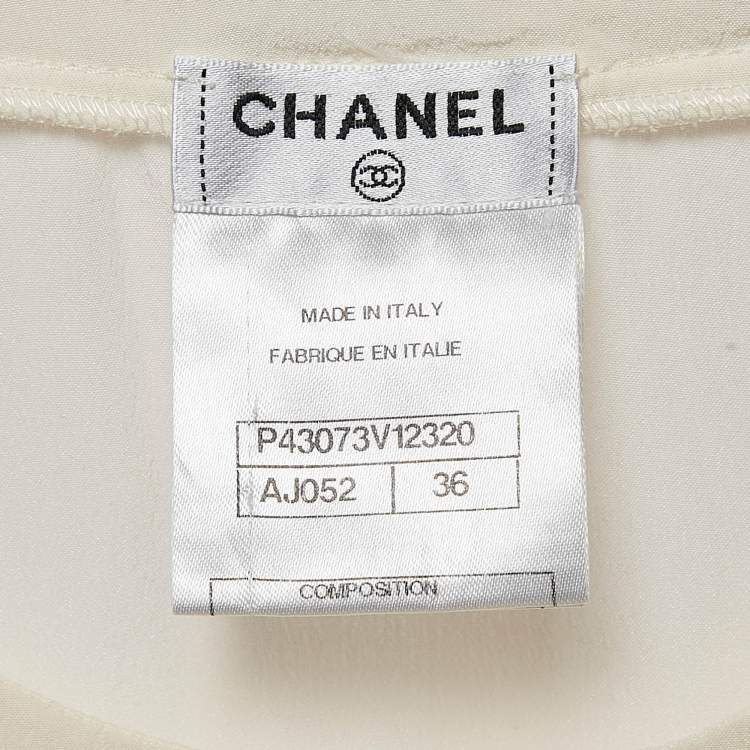 CHANEL
MADE IN ITALY
FABRIQUE EN ITALIE
P43073V12320
AJ052 36
COMPOSITION